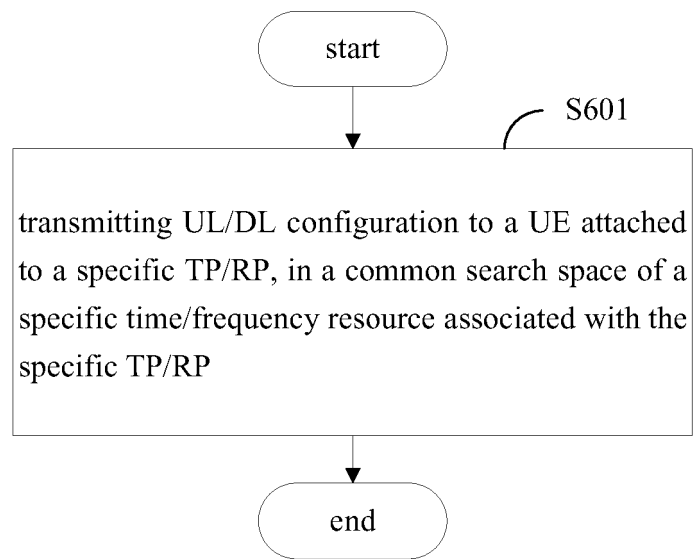 start
S601
transmitting UL/DL configuration to a UE attached
to a specific TP/RP, in a common search space of a
specific time/frequency resource associated with the
specific TP/RP
end